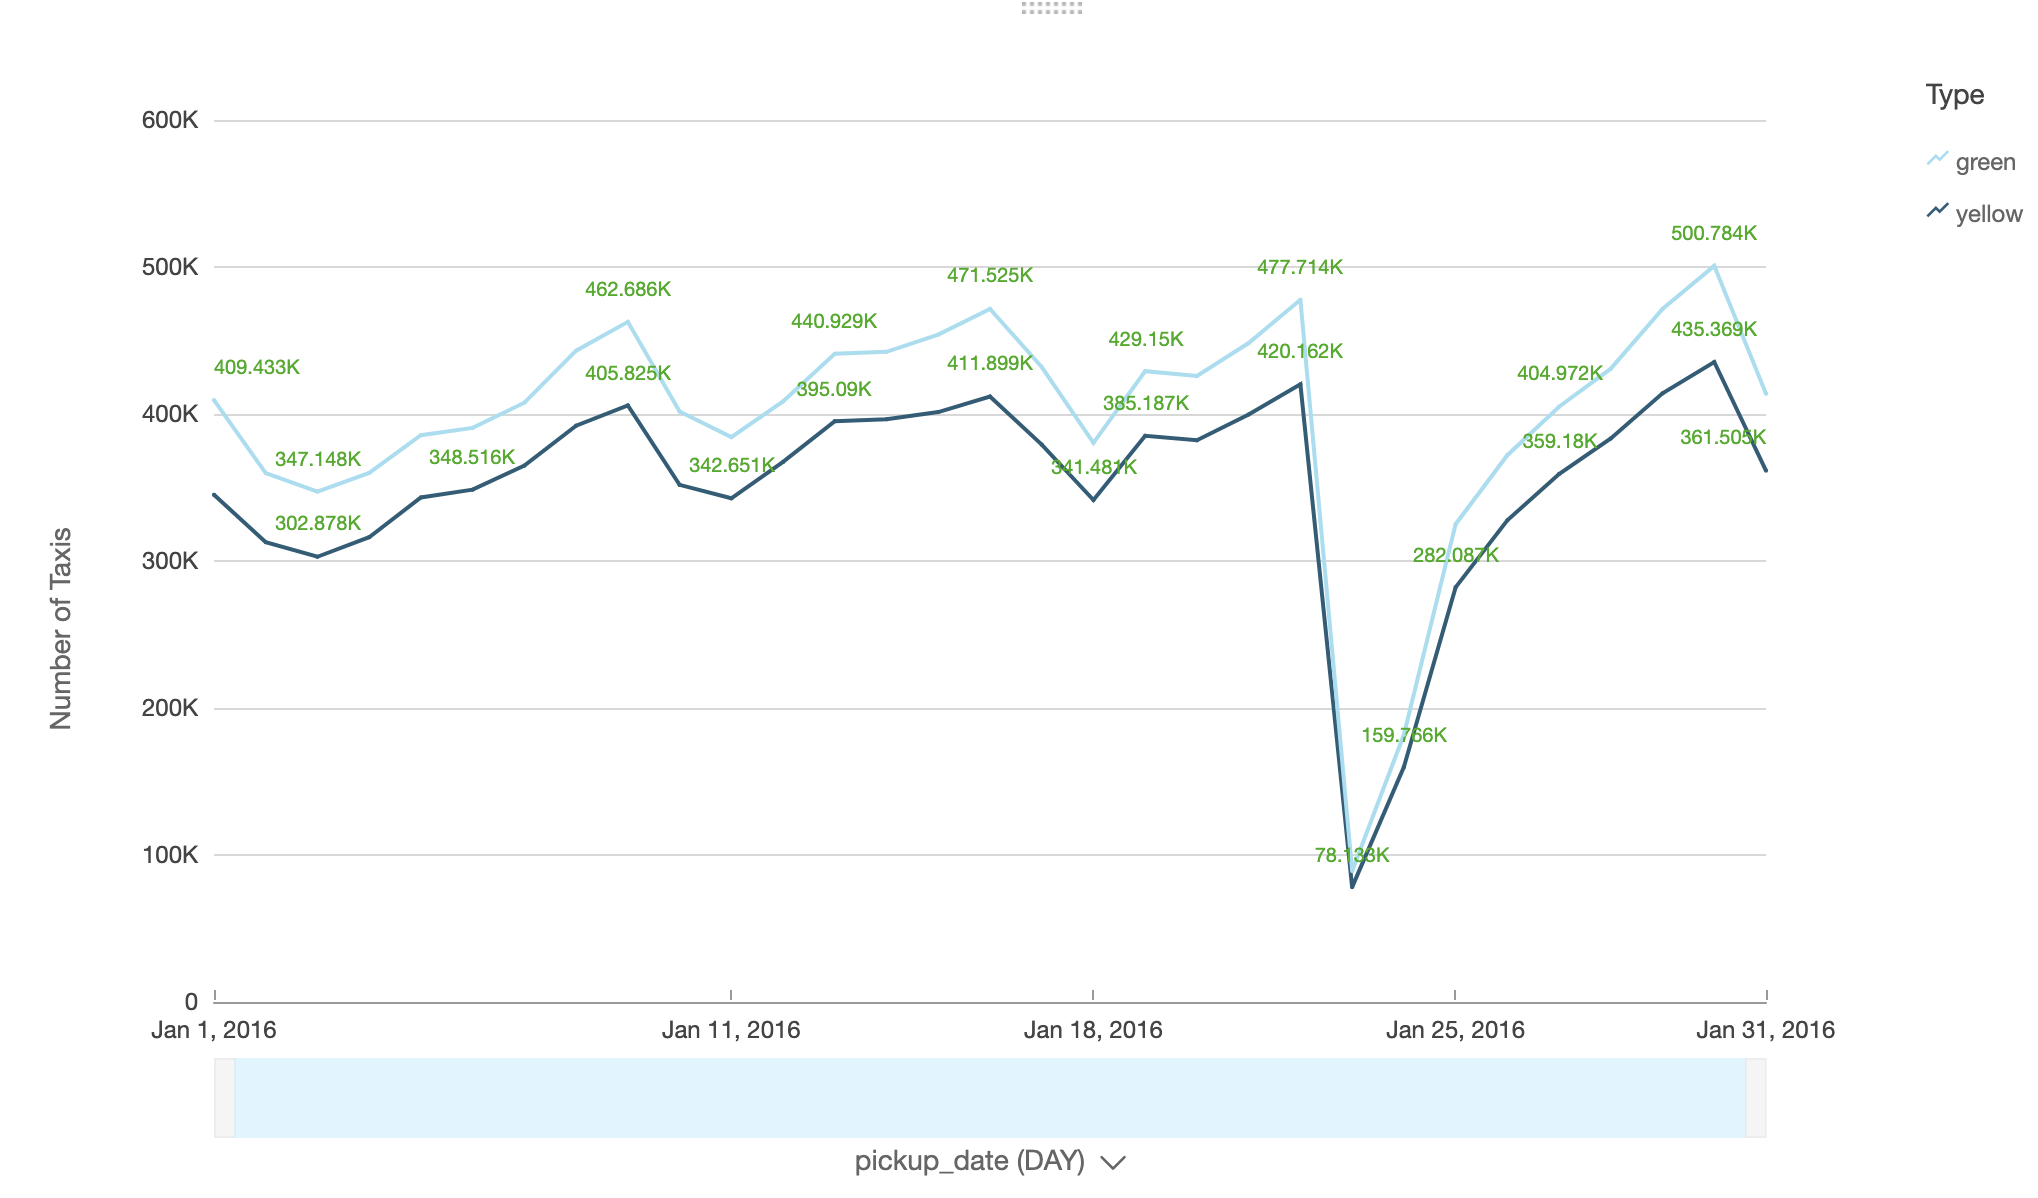 Type
green
yellow
600K
500K
400K
300K
200K
100K
0
Number of Taxis
409.433K
347.148K
302.878K
348.516K
462.686K
405.825K
342.651K
440.929K
395.09K
471.525K
411.899K
341.481K
429.15K
385.187K
477.714K
420.162K
78.133K
159.766K
282.087K
404.972K
359.18K
500.784K
435.369K
361.505K
Jan 1, 2016
Jan 11, 2016
Jan 18, 2016
Jan 25, 2016
Jan 31, 2016
pickup_date (DAY)